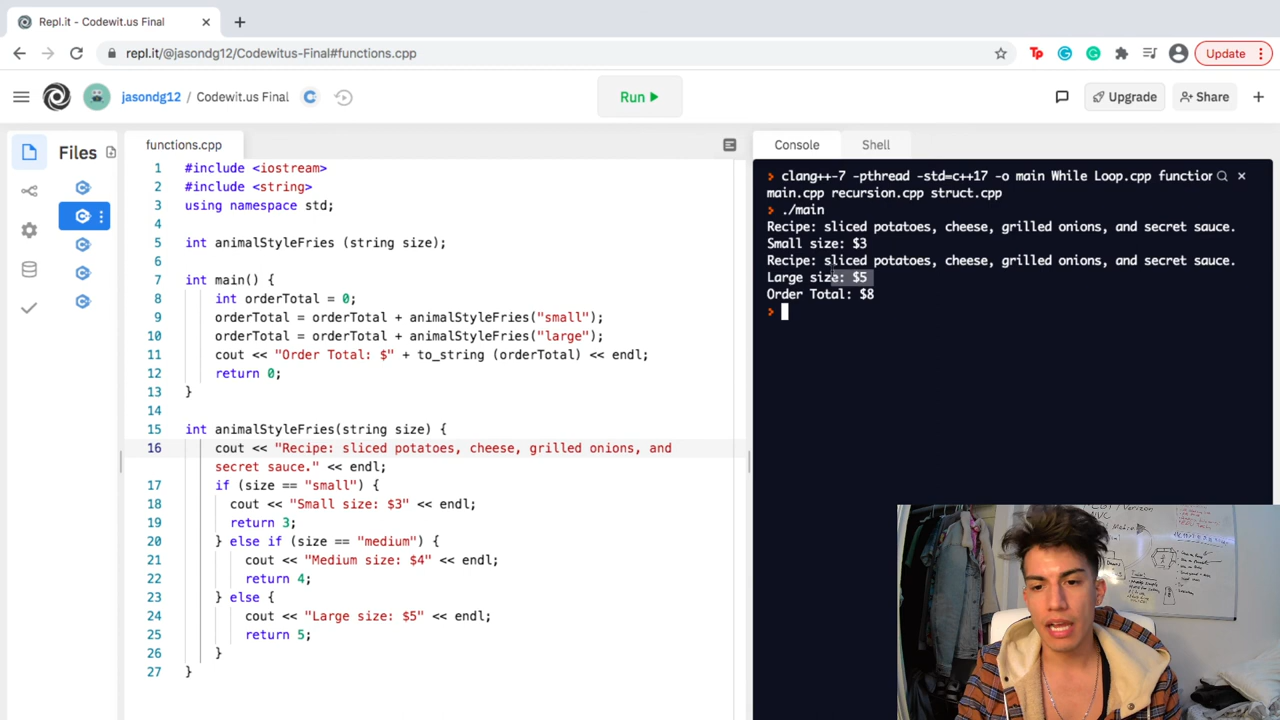 Repl.it - Codewit.us Final
repl.it/@jasondg12/Codewitus-Final#functions.cpp
Update
jasondg12 / Codewit.us Final
Run
Upgrade
Share
Files
functions.cpp
1 #include <iostream>
2 #include <string>
3 using namespace std;
4
5 int animalStyleFries (string size);
6
7 int main() {
8 int orderTotal = 0;
9 orderTotal = orderTotal + animalStyleFries("small");
10 orderTotal = orderTotal + animalStyleFries("large");
11 cout << "Order Total: $" + to_string (orderTotal) << endl;
12 return 0;
13 }
14
15 int animalStyleFries(string size) {
16 cout << "Recipe: sliced potatoes, cheese, grilled onions, and
secret sauce." << endl;
17 if (size == "small") {
18 cout << "Small size: $3" << endl;
19 return 3;
20 } else if (size == "medium") {
21 cout << "Medium size: $4" << endl;
22 return 4;
23 } else {
24 cout << "Large size: $5" << endl;
25 return 5;
26 }
27 }
Console
Shell
clang++-7 -pthread -std=c++17 -o main While Loop.cpp function
main.cpp recursion.cpp struct.cpp
./main
Recipe: sliced potatoes, cheese, grilled onions, and secret sauce.
Small size: $3
Recipe: sliced potatoes, cheese, grilled onions, and secret sauce.
Large size: $5
Order Total: $8